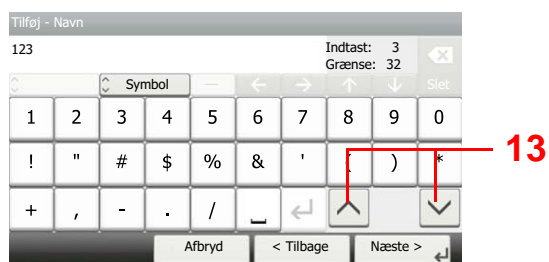 Tilføj - Navn
123
Indtast: 3
Grænse: 32
Symbol
Slet
1 2 3 4 5 6 7 8 9 0
! " # $ % & ' ( ) *
+ , - . / _
13
Afbryd < Tilbage Næste >